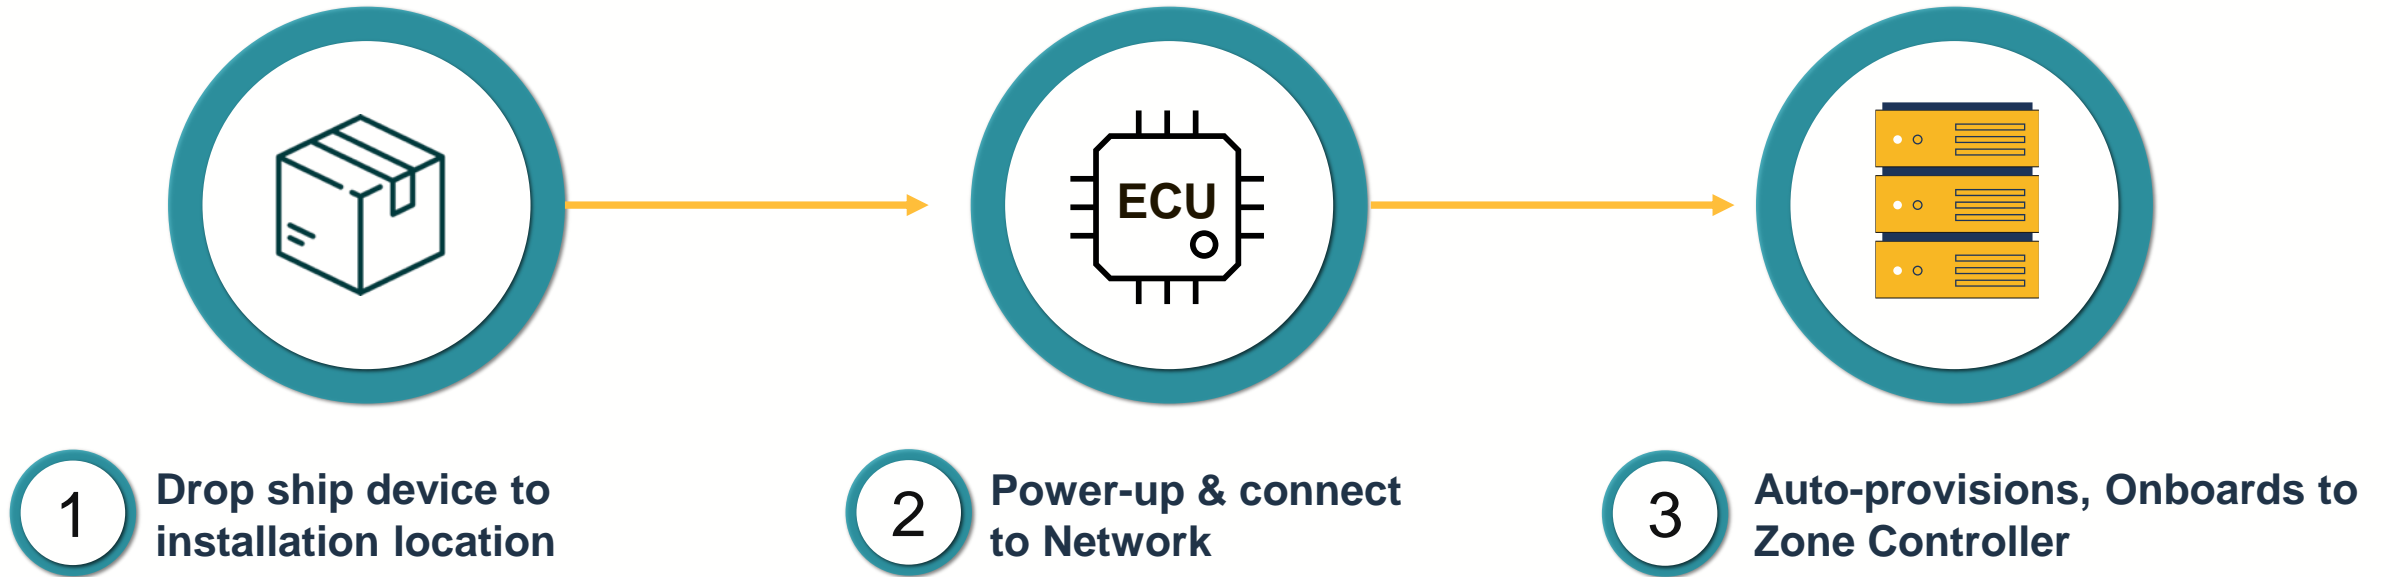 ECU
1
Drop ship device to
installation location
2
Power-up & connect
to Network
3
Auto-provisions, Onboards to
Zone Controller